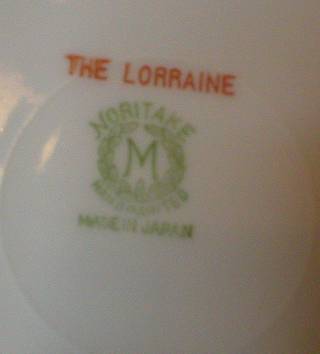 THE LORRAINE
NORITAKE
M
MADE IN JAPAN